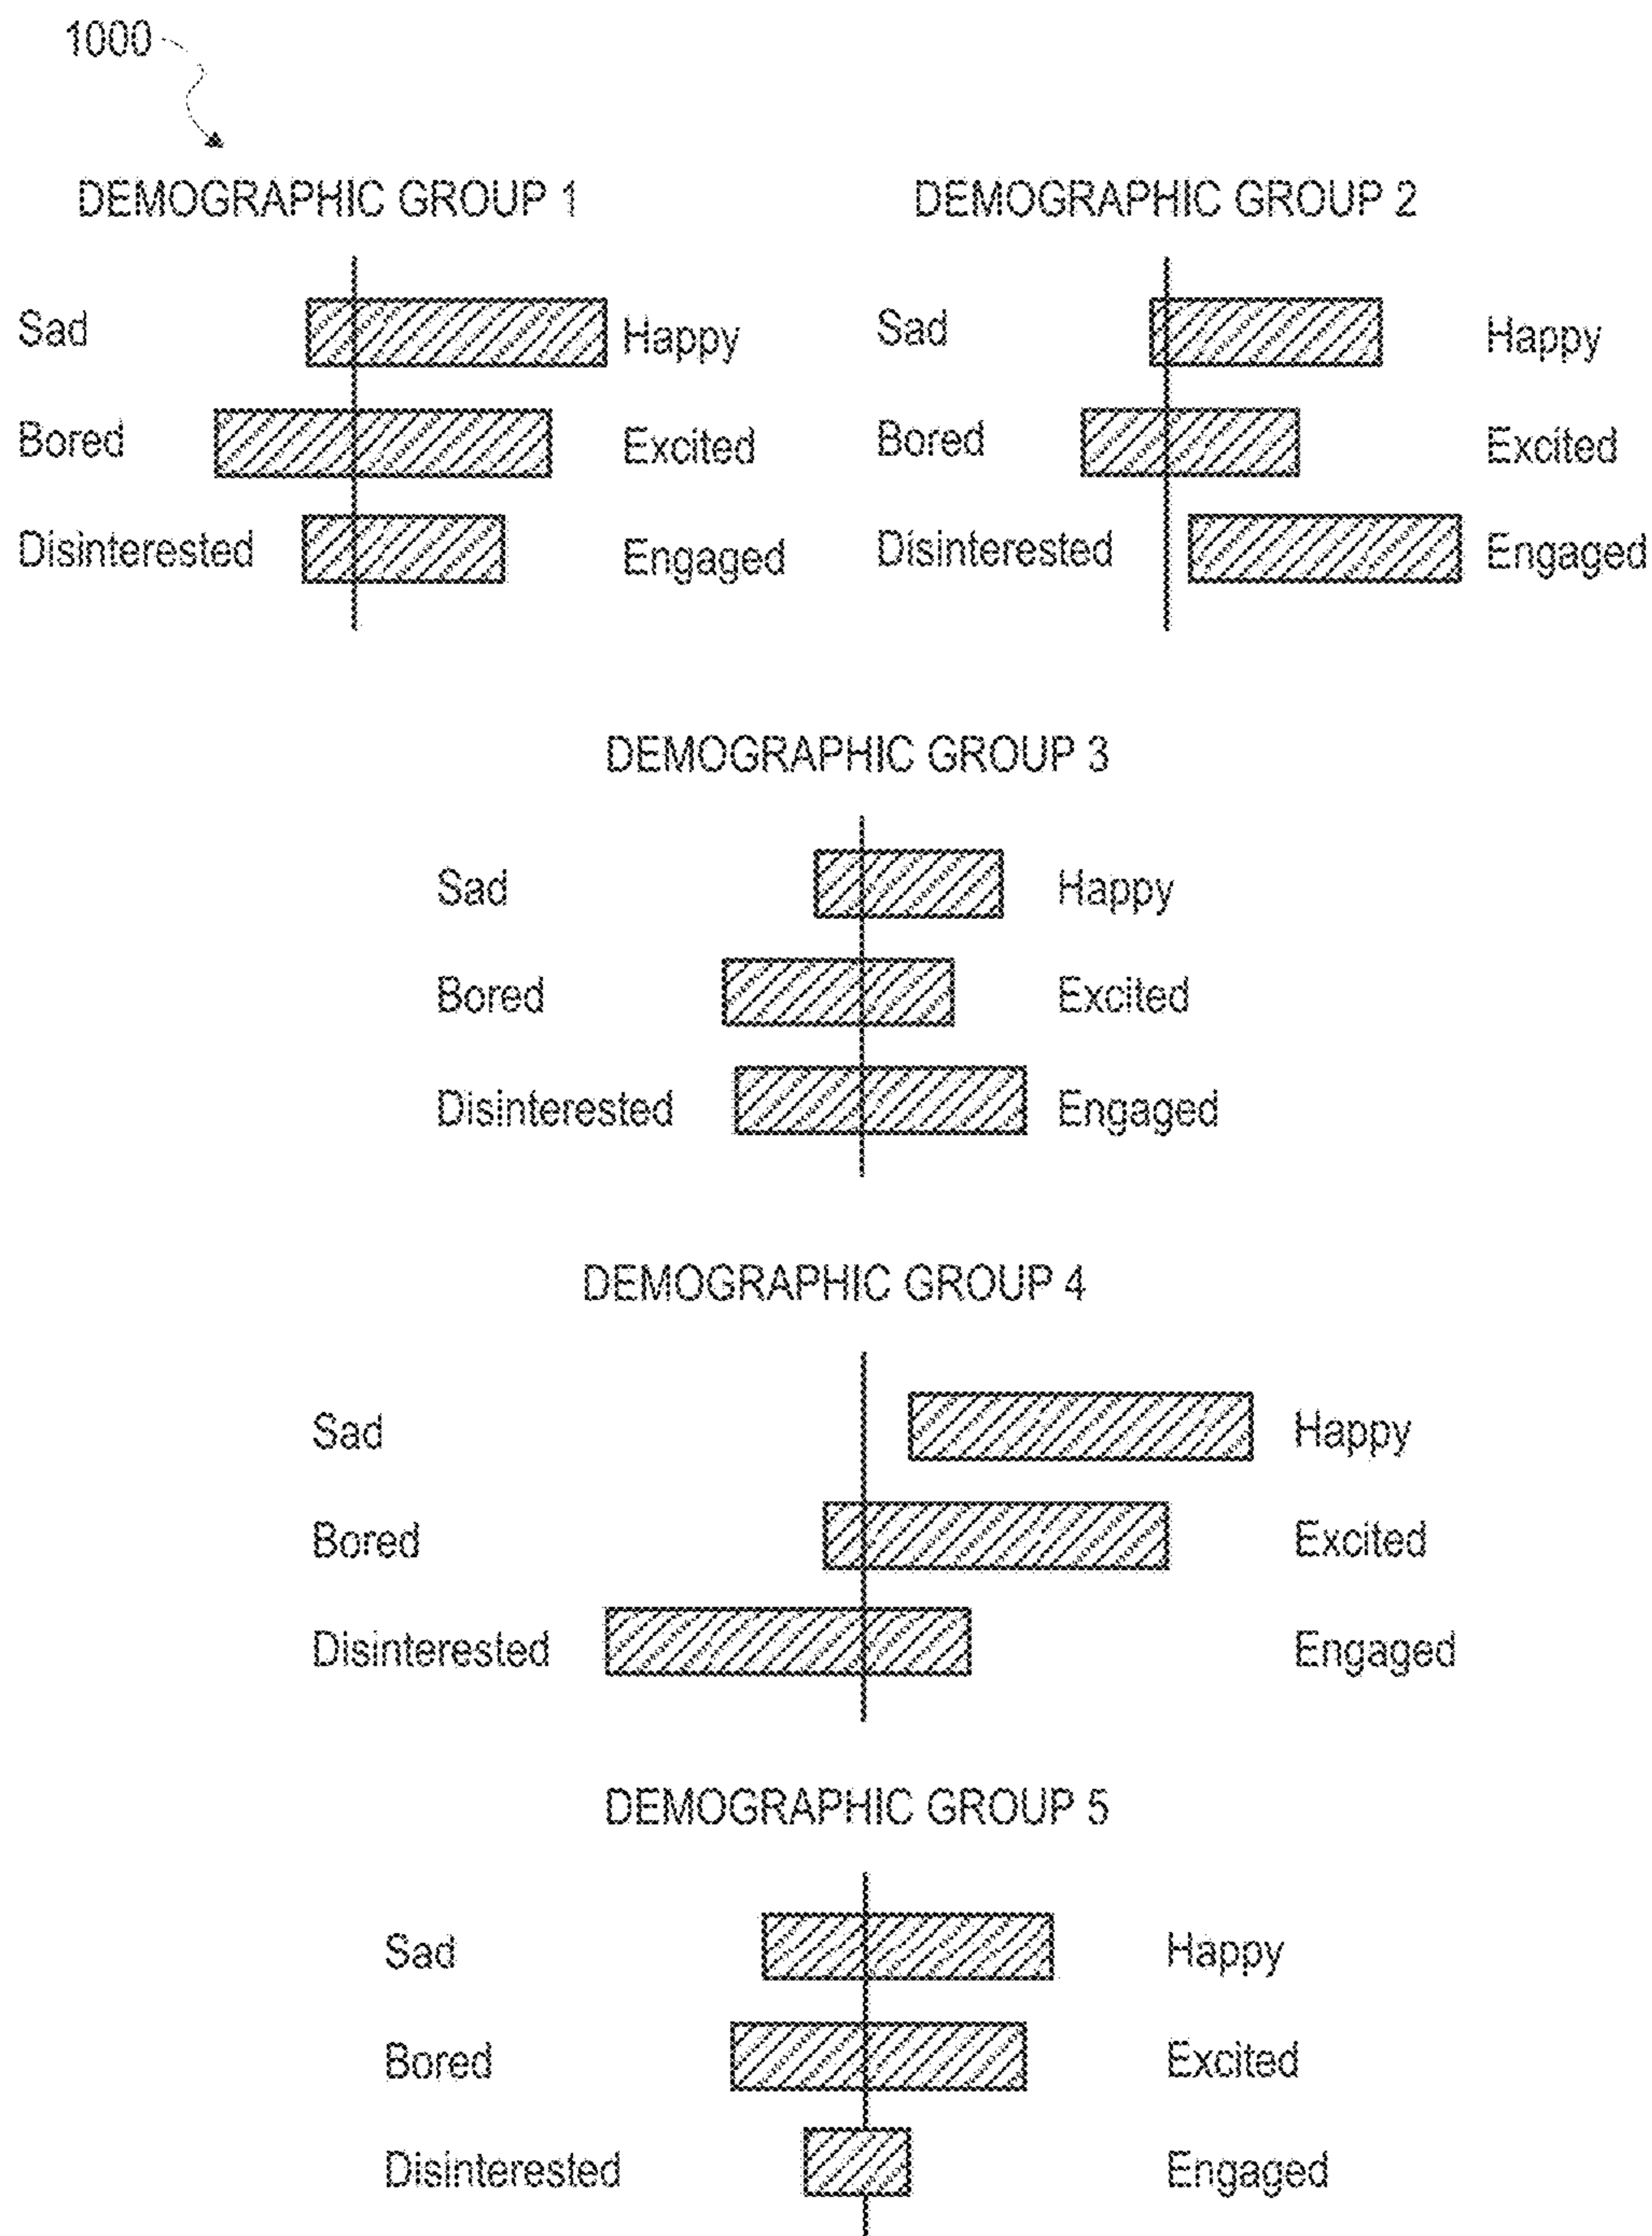 1000
DEMOGRAPHIC GROUP 1
Sad
Happy
Bored
Excited
Disinterested
Engaged
DEMOGRAPHIC GROUP 2
Sad
Happy
Bored
Excited
Disinterested
Engaged
DEMOGRAPHIC GROUP 3
Sad
Happy
Bored
Excited
Disinterested
Engaged
DEMOGRAPHIC GROUP 4
Sad
Happy
Bored
Excited
Disinterested
Engaged
DEMOGRAPHIC GROUP 5
Sad
Happy
Bored
Excited
Disinterested
Engaged